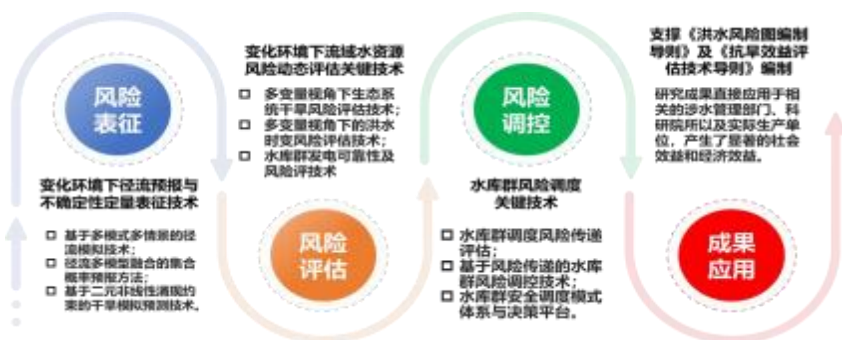 风险
表征
变化环境下径流预报与
不确定性定量表征技术
基于多模式多情景的径
流模拟技术；
径流多模型融合的集合
概率预报方法；
基于二元非线性涌现约
束的干旱模拟预测技术。
变化环境下流域水资源
风险动态评估关键技术
多变量视角下生态系
统干旱风险评估技术；
多变量视角下的洪水
时变风险评估技术；
水库群发电可靠性及
风险评技术
风险
评估
风险
调控
水库群风险调度
关键技术
水库群调度风险传递
评估；
基于风险传递的水库
群风险调控技术；
水库群安全调度模式
体系与决策平台。
支撑《洪水风险图编制
导则》及《抗旱效益评
估技术导则》编制
研究成果直接应用于相
关的涉水管理部门、科
研院所以及实际生产单
位，产生了显著的社会
效益和经济效益。
成果
应用